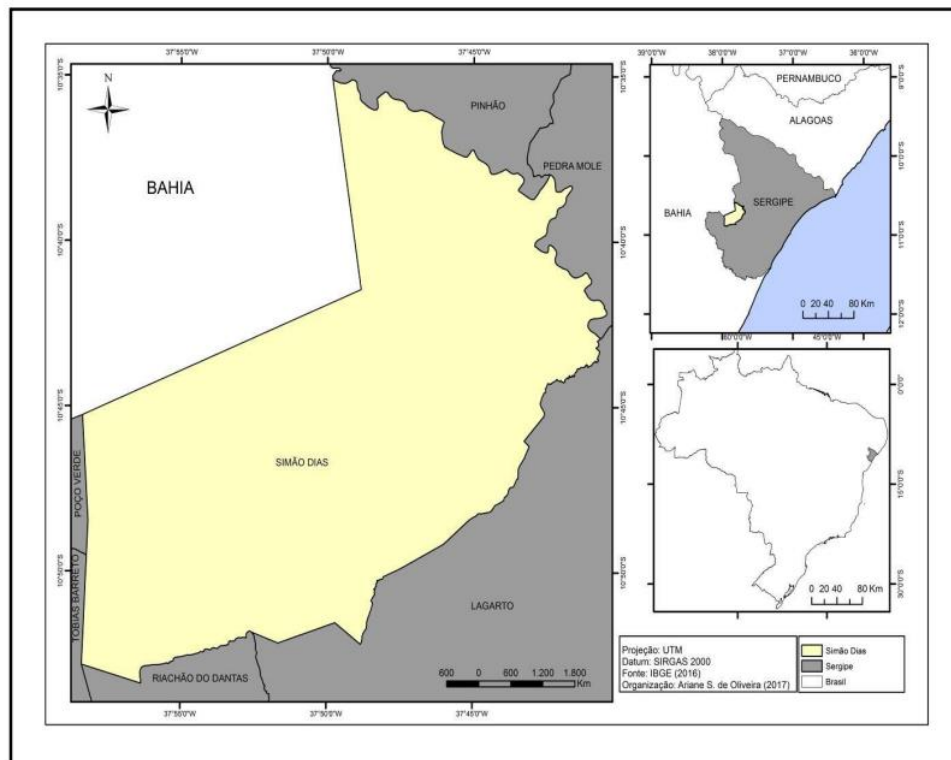 37°55'0"W 37°50'0"W 37°45'0"W
10°35'0"S
10°40'0"S
10°45'0"S
10°50'0"S
N
PINHÃO
PEDRA MOLE
BAHIA
SIMÃO DIAS
POÇO VERDE
TOBIAS BARRETO
LAGARTO
RIACHÃO DO DANTAS
600 0 600 1.200 1.800
Km
10°35'0"S
10°40'0"S
10°45'0"S
10°50'0"S
37°55'0"W 37°50'0"W 37°45'0"W
39°0'0"W 38°0'0"W 37°0'0"W 36°0'0"W
PERNAMBUCO
ALAGOAS
SERGIPE
BAHIA
0 20 40 80 Km
9°0'0"S
10°0'0"S
11°0'0"S
12°0'0"S
60°0'0"W 45°0'0"W
0°0'0"
15°0'0"S
30°0'0"S
0 20 40 80 Km
Projeção: UTM
Datum: SIRGAS 2000
Fonte: IBGE (2016)
Organização: Ariane S. de Oliveira (2017)
Simão Dias
Sergipe
Brasil